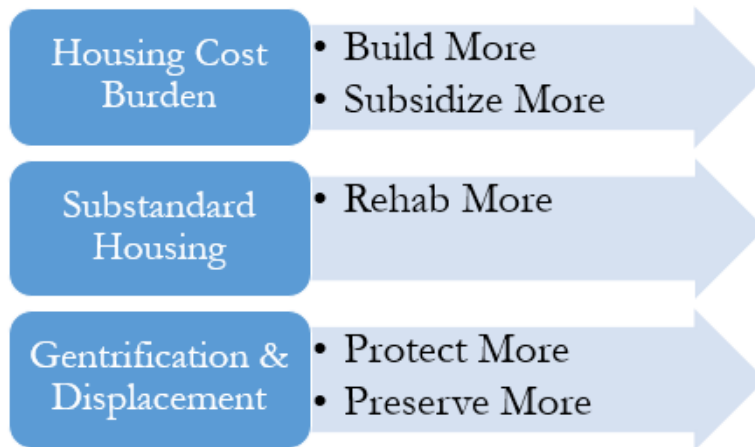 Housing Cost
Burden
• Build More
• Subsidize More
Substandard
Housing
• Rehab More
Gentrification &
Displacement
• Protect More
• Preserve More